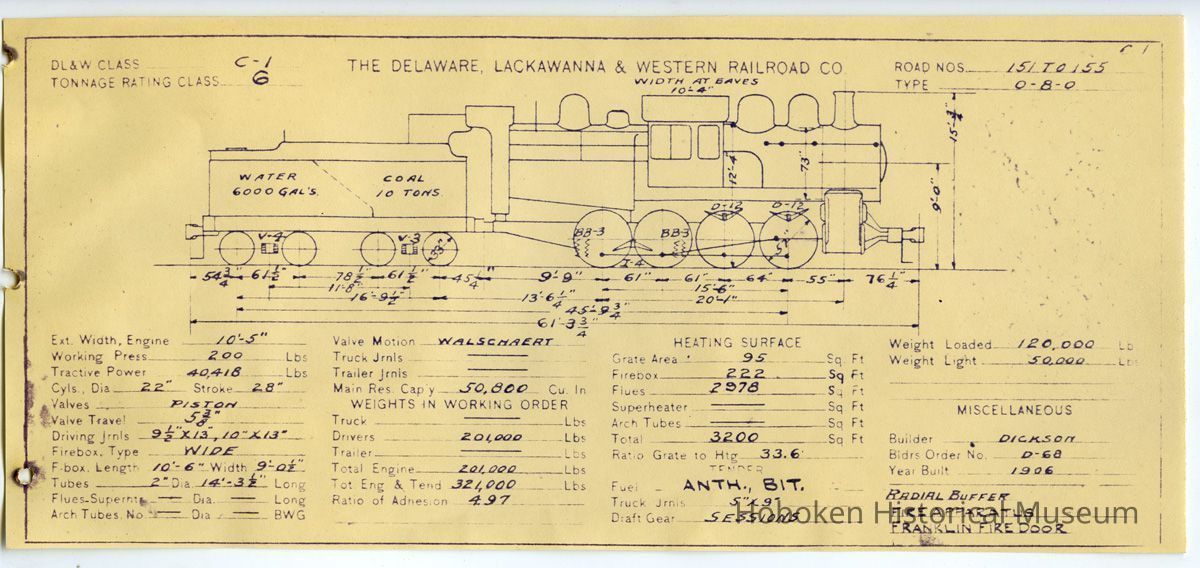 C 1
DL&W CLASS C-1
TONNAGE RATING CLASS 6
THE DELAWARE, LACKAWANNA & WESTERN RAILROAD CO
ROAD NOS. 151 TO 155
TYPE 0-8-0
WIDTH AT EAVES
10'-4"
WATER
6000 GAL'S.
COAL
10 TONS.
12'-4"
73"
15'-3/4"
9'-0"
V-4
V-3
33"
BB-3
BB-3
D-12
D-12
I-4
54 3/4" 61 1/2" 78 1/2" 61 1/2" 45 1/4" 9'-9" 61" 61" 64" 55" 76 1/4"
11'-8" 15'-6"
16'-9 1/2" 13'-6 1/4" 20'-1"
45'-9 3/4"
61'-3 3/4"
Ext. Width, Engine 10'-5"
Working Press 200 Lbs
Tractive Power 40,418 Lbs
Cyls., Dia 22" Stroke 28"
Valves PISTON
Valve Travel 5 3/8"
Driving Jrnls 9 1/2"X13", 10"X13"
Firebox, Type WIDE
F-box. Length 10'-6" Width 9'-0 1/2"
Tubes 2" Dia. 14'-3 1/2" Long
Flues-Superntr — Dia. — Long
Arch Tubes, No. — Dia — BWG
Valve Motion WALSCHAERT
Truck Jrnls —
Trailer Jrnls —
Main Res. Cap'y 50,800 Cu. In
WEIGHTS IN WORKING ORDER
Truck — Lbs
Drivers 201,000 Lbs
Trailer — Lbs
Total Engine 201,000 Lbs
Tot Eng & Tend 321,000 Lbs
Ratio of Adhesion 4.97
HEATING SURFACE
Grate Area 95 Sq Ft
Firebox 222 Sq Ft
Flues 2978 Sq Ft
Superheater — Sq Ft
Arch Tubes — Sq Ft
Total 3200 Sq Ft
Ratio Grate to Htg 33.6
TENDER
Fuel ANTH., BIT.
Truck Jrnls 5"X9"
Draft Gear SESSIONS
Weight Loaded 120,000 Lb
Weight Light 50,000 Lbs
MISCELLANEOUS
Builder DICKSON
Bldrs Order No. D-68
Year Built 1906
RADIAL BUFFER
FIRE APPARATUS
FRANKLIN FIRE DOOR
Hoboken Historical Museum